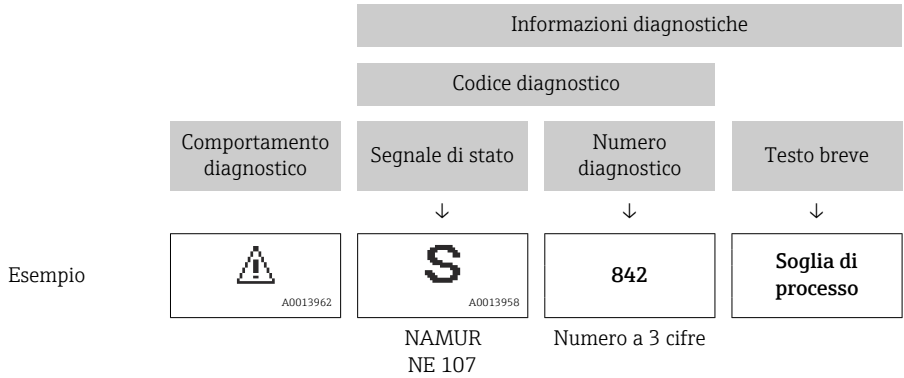 Informazioni diagnostiche
Codice diagnostico
Comportamento
diagnostico
Segnale di stato
Numero
diagnostico
Testo breve
↓ ↓ ↓
Esempio
A0013962
S
A0013958
842
Soglia di
processo
NAMUR
NE 107
Numero a 3 cifre